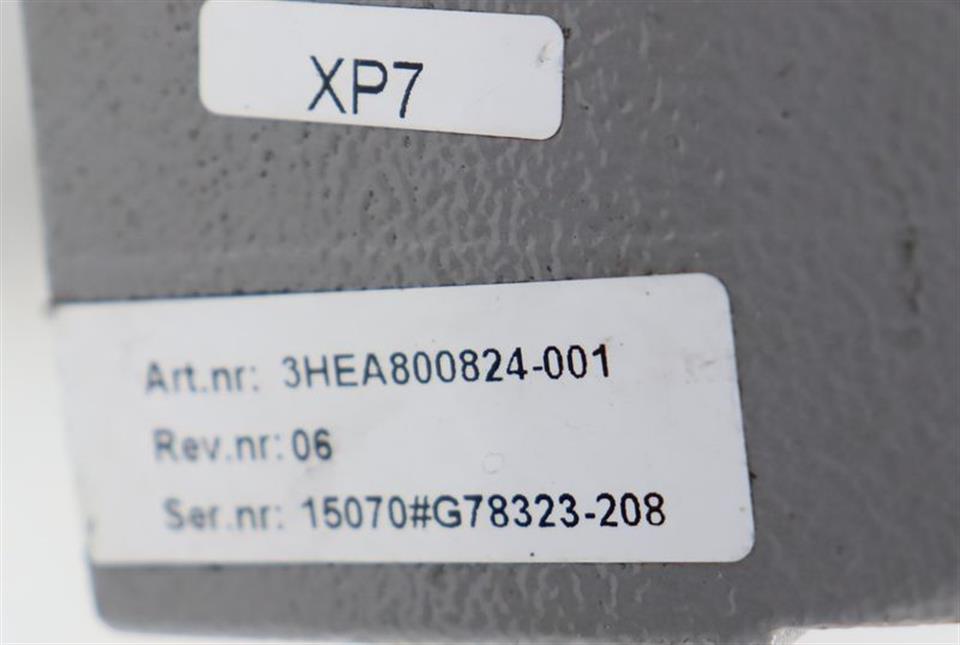 XP7
Art.nr: 3HEA800824-001
Rev.nr: 06
Ser.nr: 15070#G78323-208